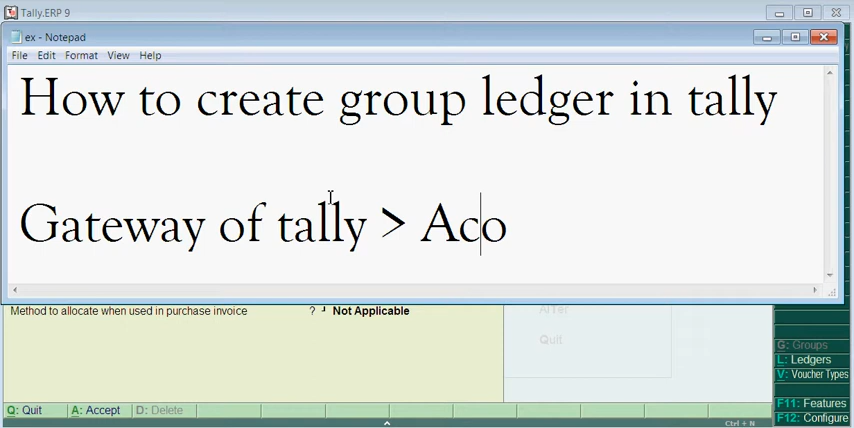 Tally.ERP 9
ex - Notepad
File Edit Format View Help
How to create group ledger in tally
Gateway of tally > Aco
Method to allocate when used in purchase invoice ? Not Applicable
Alter
Quit
G: Groups
L: Ledgers
V: Voucher Types
F11: Features
F12: Configure
Q: Quit A: Accept D: Delete
Ctrl + N